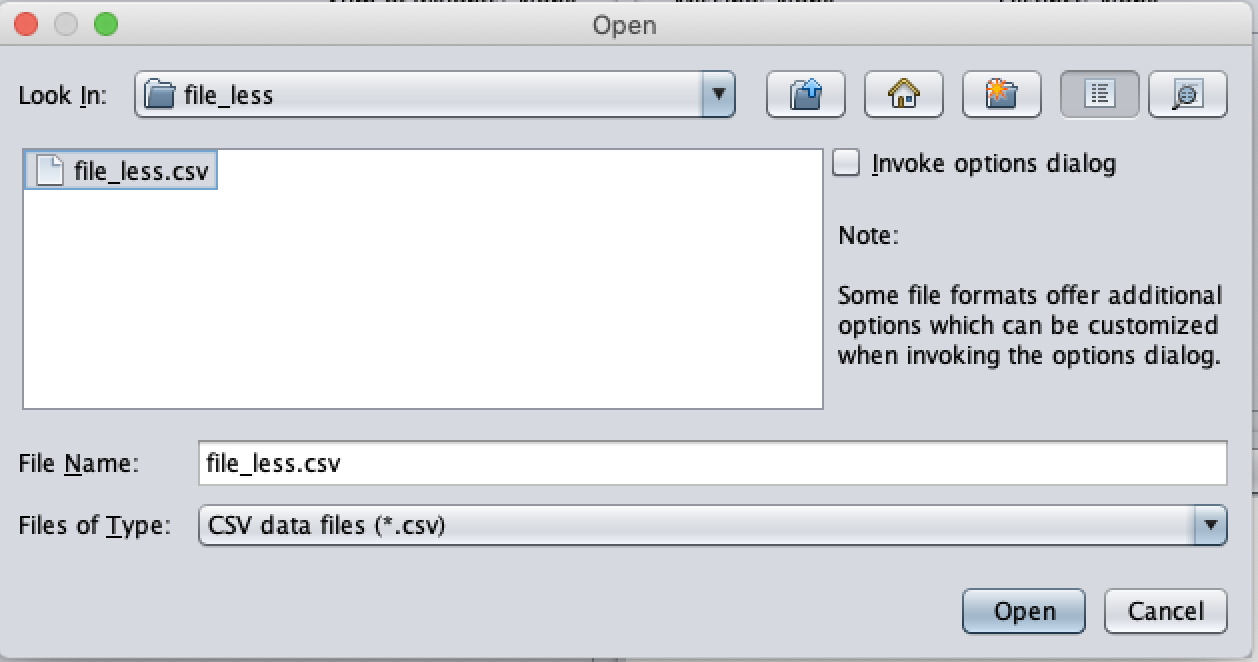 Open
Look In: file_less
file_less.csv
Invoke options dialog
Note:
Some file formats offer additional
options which can be customized
when invoking the options dialog.
File Name: file_less.csv
Files of Type: CSV data files (*.csv)
Open Cancel